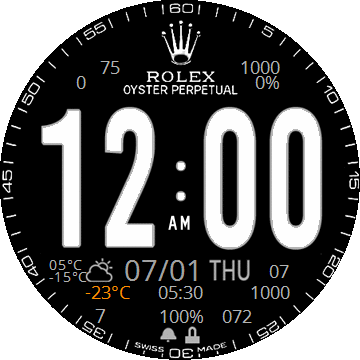 55 60 05
50 10
75 1000
0 ROLEX 0%
OYSTER PERPETUAL
12:00
AM
45 15
05°C
-15°C 07/01 THU 07
-23°C 05:30 1000
40 20
7 100% 072
35 SWISS 30 MADE 25